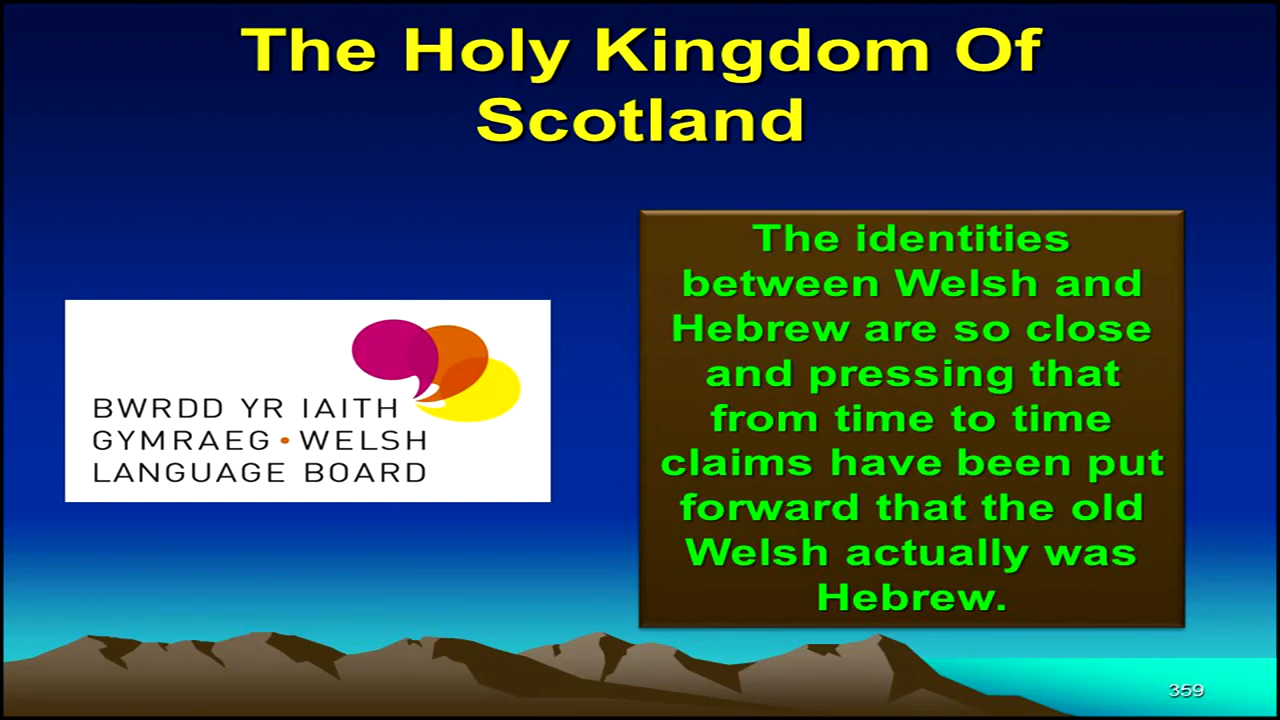 The Holy Kingdom Of
Scotland
BWRDD YR IAITH
GYMRAEG • WELSH
LANGUAGE BOARD
The identities
between Welsh and
Hebrew are so close
and pressing that
from time to time
claims have been put
forward that the old
Welsh actually was
Hebrew.
359